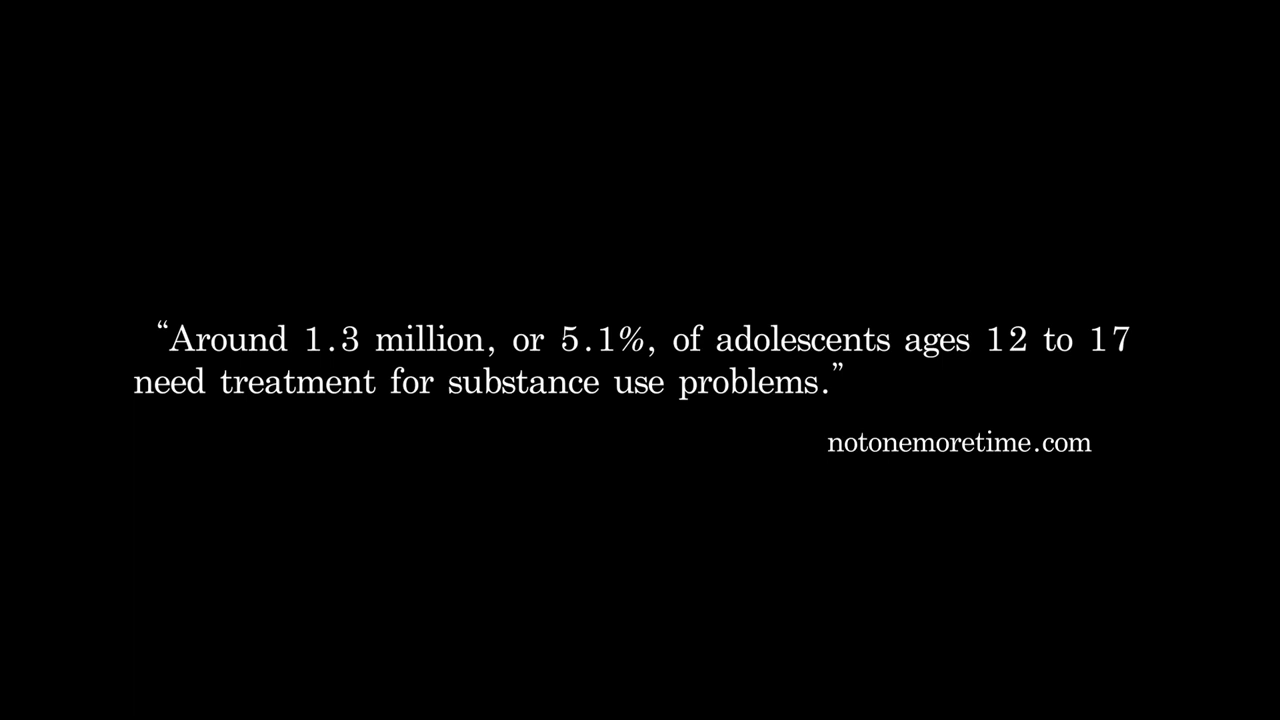 “Around 1.3 million, or 5.1%, of adolescents ages 12 to 17
need treatment for substance use problems.”
notonemoretime.com